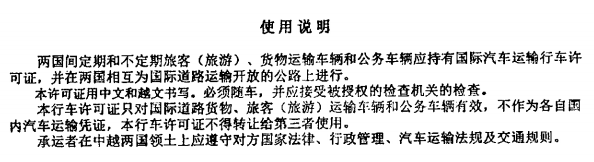 使用说明
两国间定期和不定期旅客（旅游）、货物运输车辆和公务车辆应持有国际汽车运输行车许
可证，并在两国相互为国际道路运输开放的公路上进行。
本许可证用中文和越文书写。必须随车，并应接受被授权的检查机关的检查。
本行车许可证只对国际道路货物、旅客（旅游）运输车辆和公务车辆有效，不作为各自国
内汽车运输凭证，本行车许可证不得转让给第三者使用。
承运者在中越两国领土上应遵守对方国家法律、行政管理、汽车运输法规及交通规则。